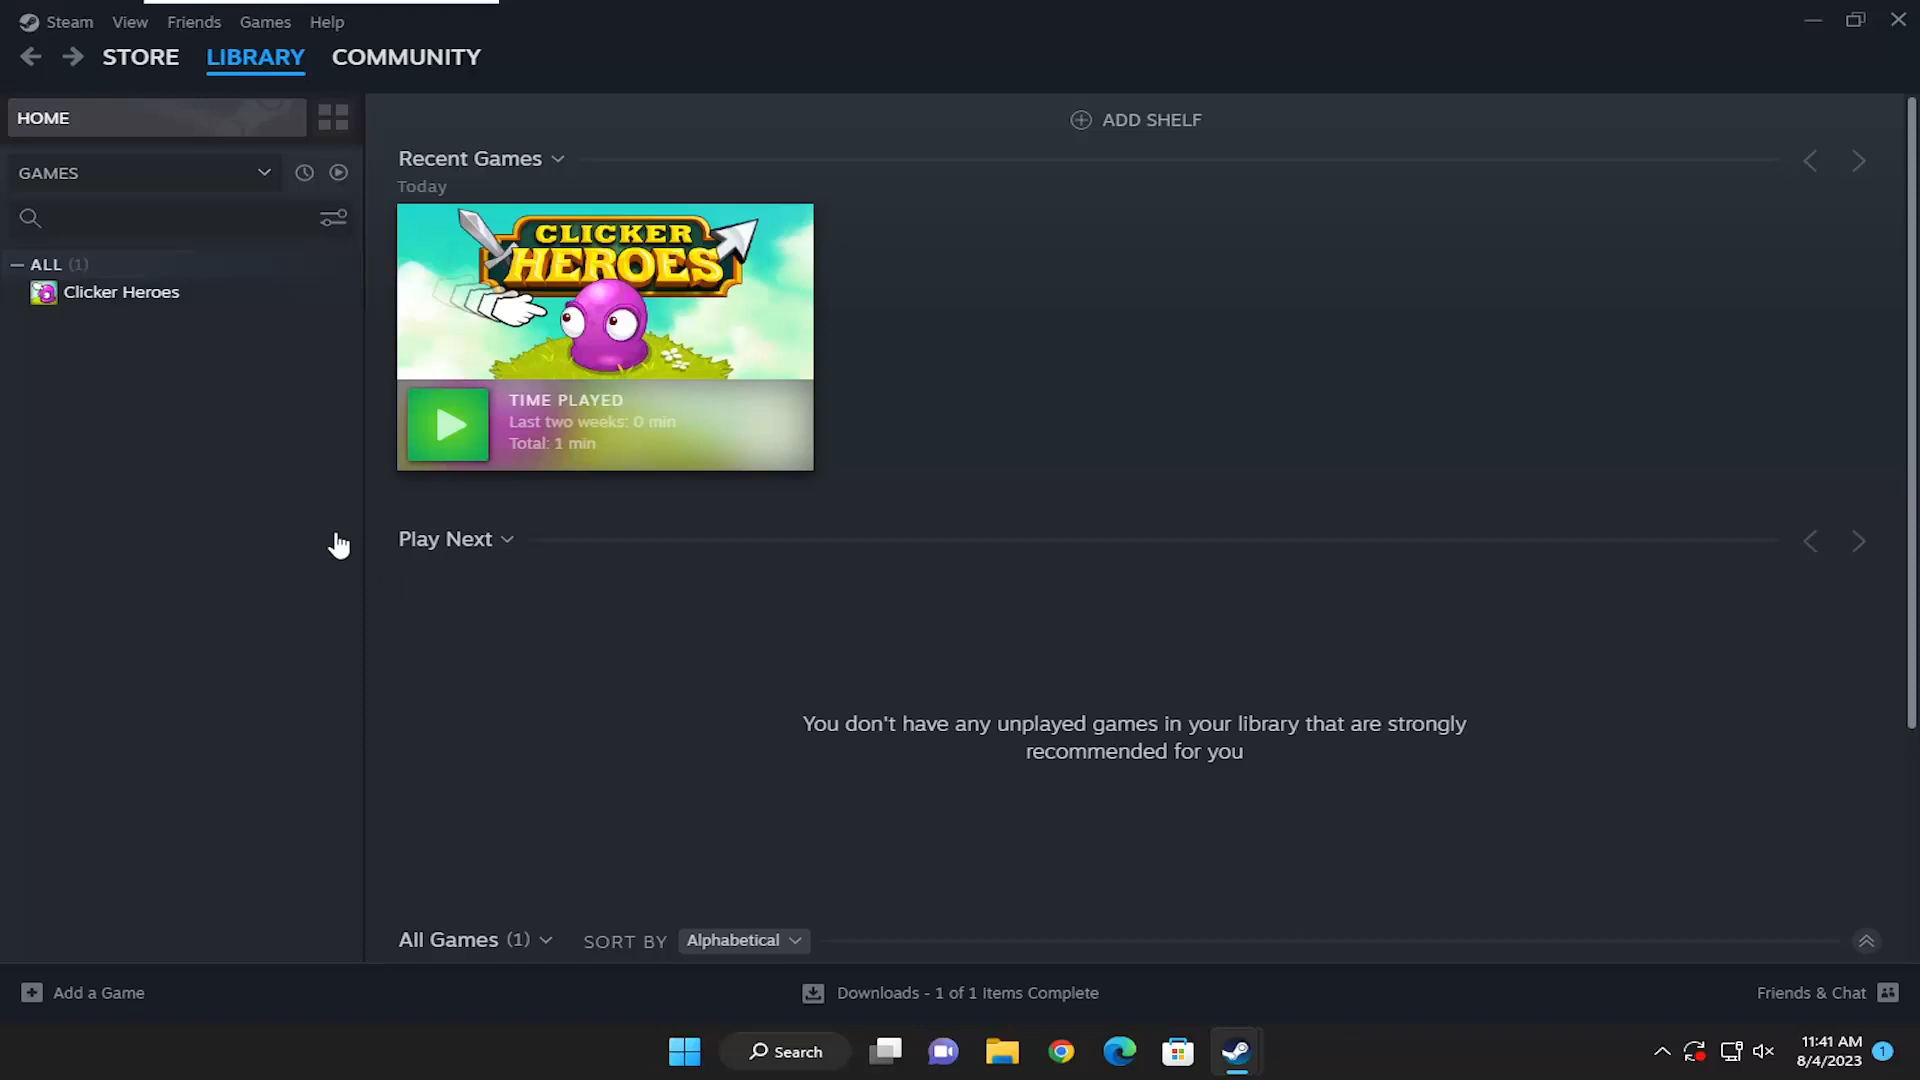 Steam View Friends Games Help
STORE LIBRARY COMMUNITY
HOME
ADD SHELF
GAMES
Recent Games
Today
ALL (1)
Clicker Heroes
CLICKER
HEROES
TIME PLAYED
Last two weeks: 0 min
Total: 1 min
Play Next
You don't have any unplayed games in your library that are strongly
recommended for you
All Games (1) SORT BY Alphabetical
Add a Game
Downloads - 1 of 1 Items Complete
Friends & Chat
Search
11:41 AM
8/4/2023
1